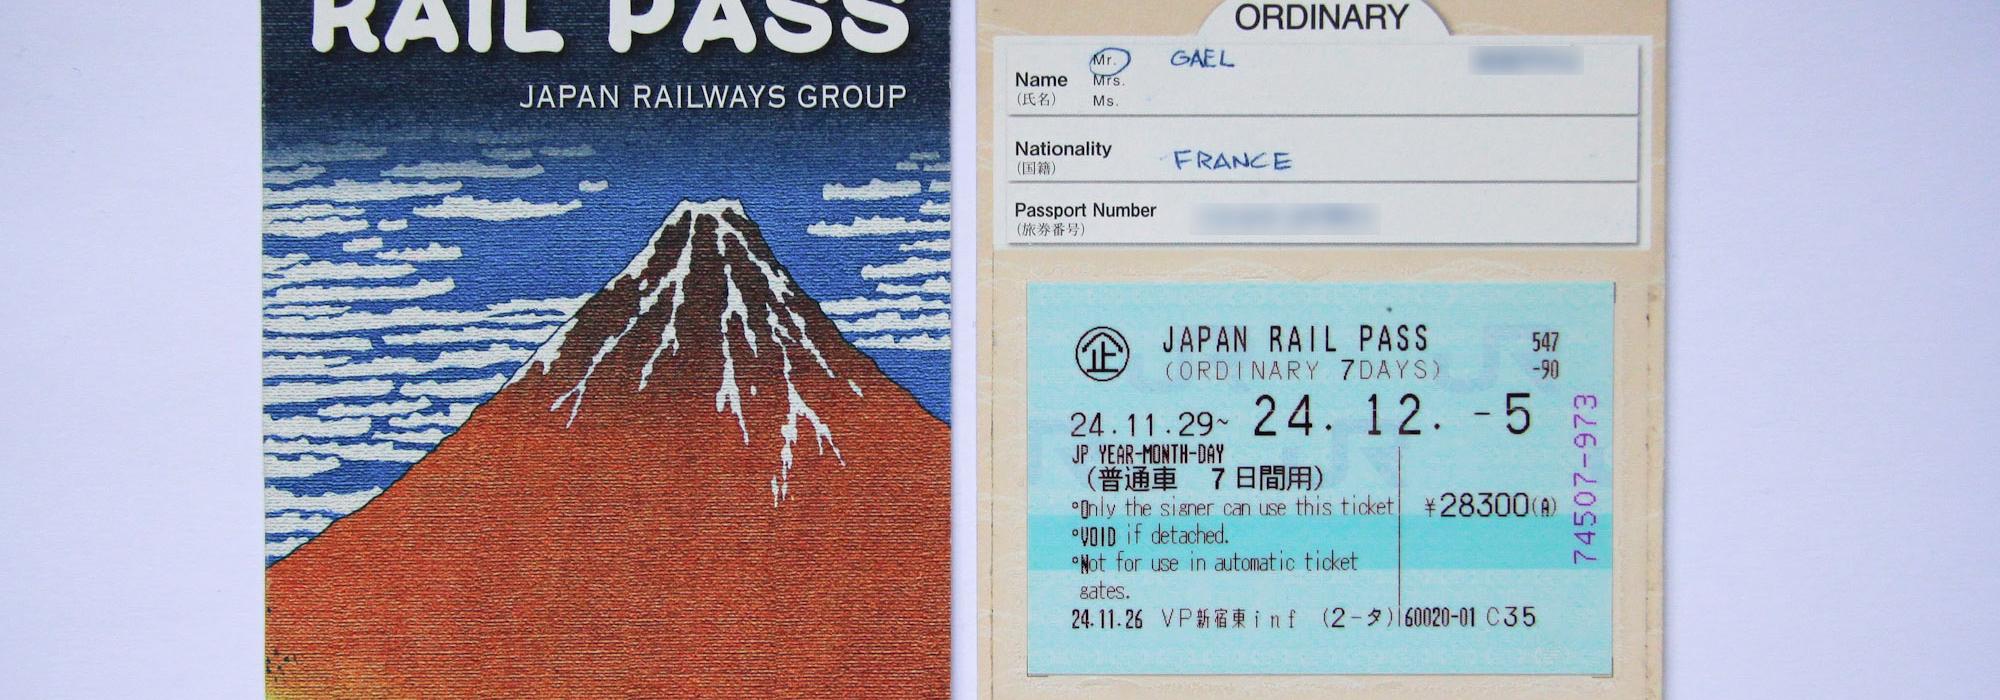 RAIL PASS
JAPAN RAILWAYS GROUP
ORDINARY
Name
(氏名)
Mr.
Mrs.
Ms.
GAEL
Nationality
(国籍)
FRANCE
Passport Number
(旅券番号)
企 JAPAN RAIL PASS 547
(ORDINARY 7DAYS) -90
24.11.29~ 24. 12. -5
JP YEAR-MONTH-DAY
(普通車 7日間用)
°Only the signer can use this ticket ¥28300(A)
°VOID if detached.
°Not for use in automatic ticket
gates.
24.11.26 VP新宿東inf (2-タ) 60020-01 C35
74507-973